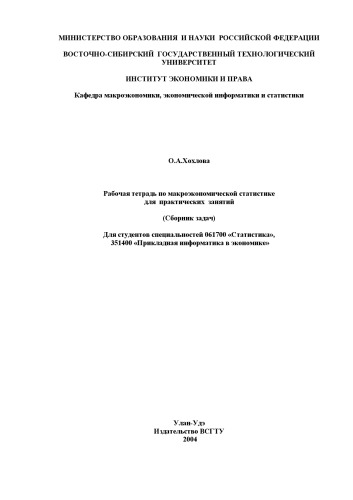 МИНИСТЕРСТВО ОБРАЗОВАНИЯ И НАУКИ РОССИЙСКОЙ ФЕДЕРАЦИИ
ВОСТОЧНО-СИБИРСКИЙ ГОСУДАРСТВЕННЫЙ ТЕХНОЛОГИЧЕСКИЙ
УНИВЕРСИТЕТ
ИНСТИТУТ ЭКОНОМИКИ И ПРАВА
Кафедра макроэкономики, экономической информатики и статистики
О.А.Хохлова
Рабочая тетрадь по макроэкономической статистике
для практических занятий
(Сборник задач)
Для студентов специальностей 061700 «Статистика»,
351400 «Прикладная информатика в экономике»
Улан-Удэ
Издательство ВСГТУ
2004